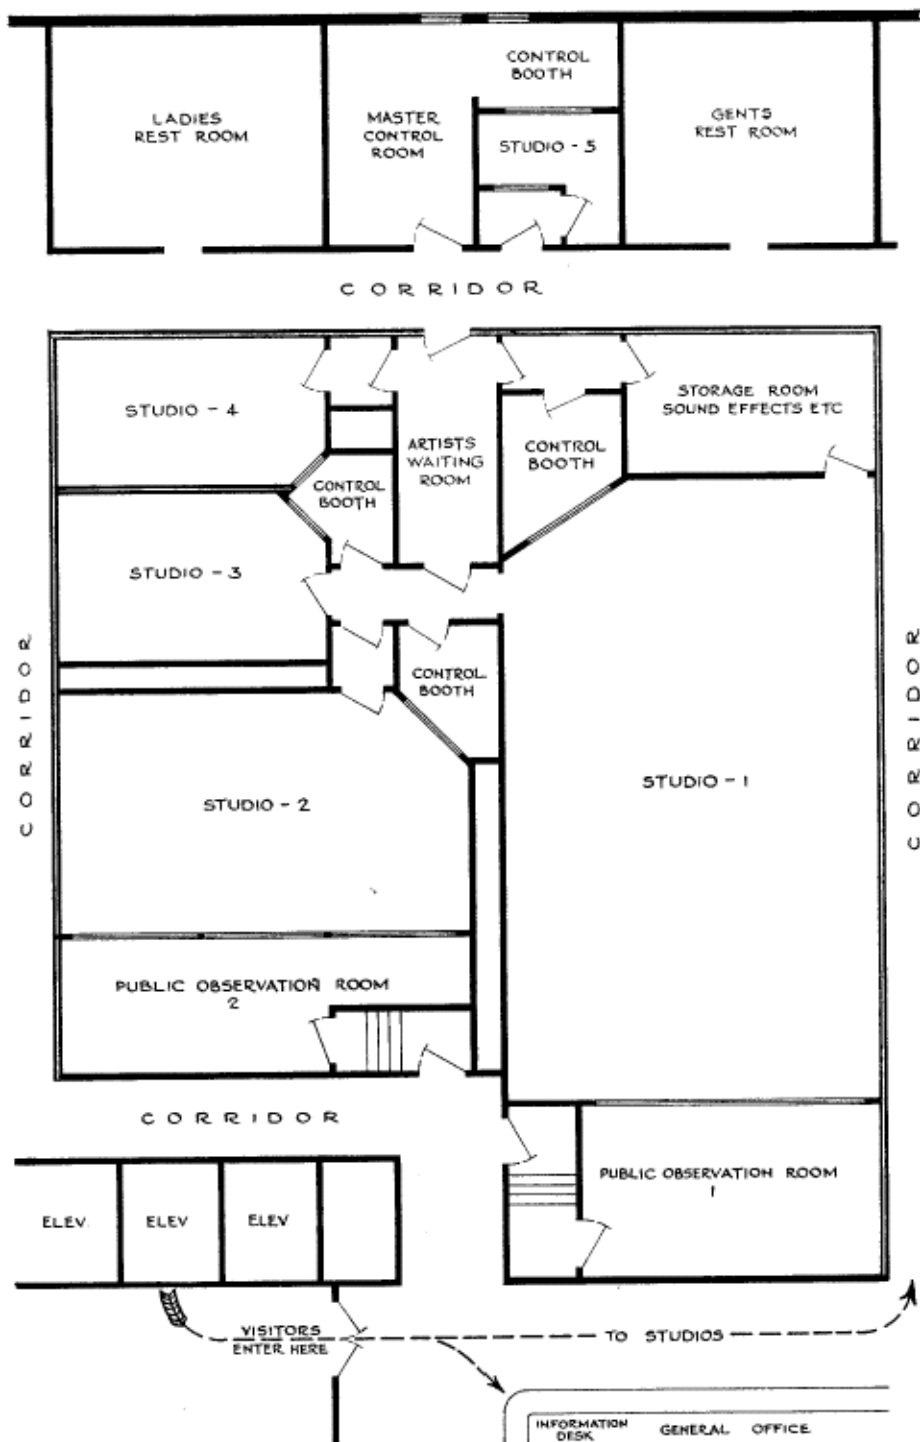 CONTROL
BOOTH
LADIES
REST ROOM
MASTER
CONTROL
ROOM
STUDIO - 5
GENTS
REST ROOM
CORRIDOR
STUDIO - 4
ARTISTS
WAITING
ROOM
CONTROL
BOOTH
STORAGE ROOM
SOUND EFFECTS ETC
CONTROL
BOOTH
STUDIO - 3
CORRIDOR
CONTROL
BOOTH
CORRIDOR
STUDIO - 2
STUDIO - 1
PUBLIC OBSERVATION ROOM
2
CORRIDOR
PUBLIC OBSERVATION ROOM
1
ELEV.
ELEV
ELEV
VISITORS
ENTER HERE
TO STUDIOS
INFORMATION
DESK
GENERAL OFFICE